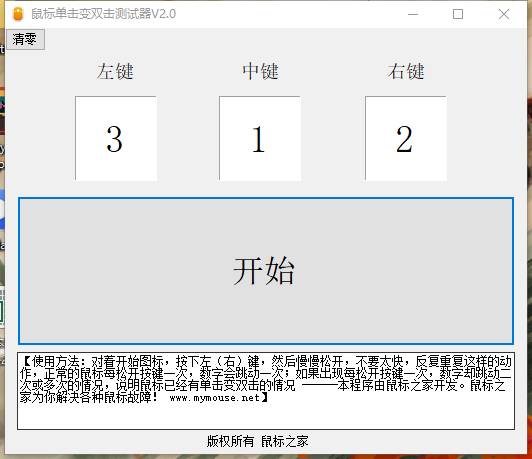 鼠标单击变双击测试器V2.0
清零
左键 中键 右键
3 1 2
开始
【使用方法：对着开始图标，按下左（右）键，然后慢慢松开，不要太快，反复重复这样的动
作，正常的鼠标每松开按键一次，数字会跳动一次；如果出现每松开按键一次，数字却跳动二
次或多次的情况，说明鼠标已经有单击变双击的情况 ———本程序由鼠标之家开发。鼠标之
家为你解决各种鼠标故障！ www.mymouse.net】
版权所有 鼠标之家